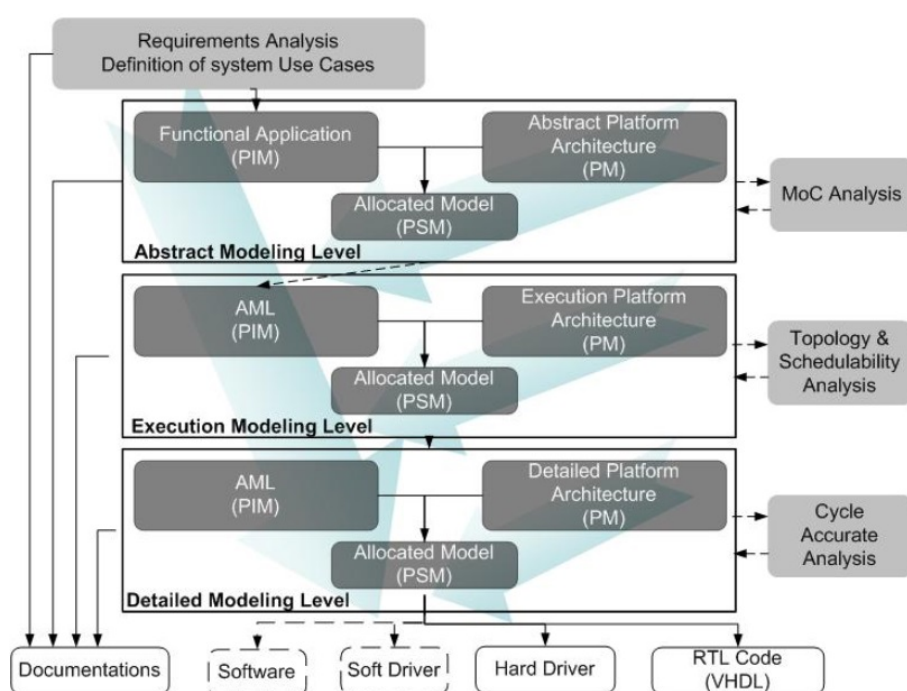 Requirements Analysis
Definition of system Use Cases
Functional Application
(PIM)
Abstract Platform
Architecture
(PM)
Allocated Model
(PSM)
Abstract Modeling Level
MoC Analysis
AML
(PIM)
Execution Platform
Architecture
(PM)
Allocated Model
(PSM)
Execution Modeling Level
Topology &
Schedulability
Analysis
AML
(PIM)
Detailed Platform
Architecture
(PM)
Allocated Model
(PSM)
Detailed Modeling Level
Cycle
Accurate
Analysis
Documentations
Software
Soft Driver
Hard Driver
RTL Code
(VHDL)